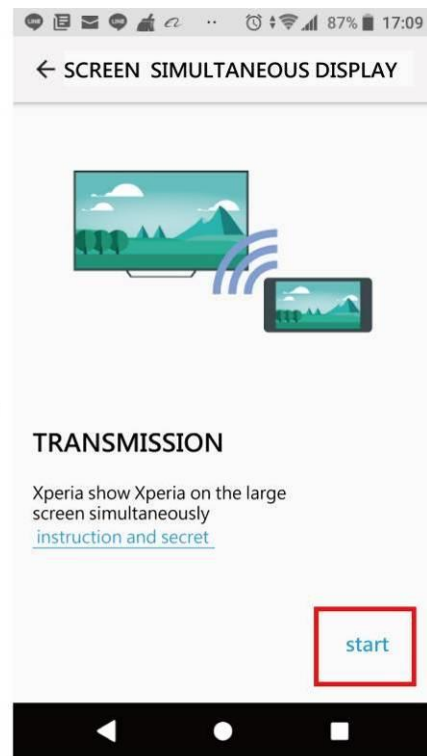 87% 17:09
SCREEN SIMULTANEOUS DISPLAY
TRANSMISSION
Xperia show Xperia on the large
screen simultaneously
instruction and secret
start